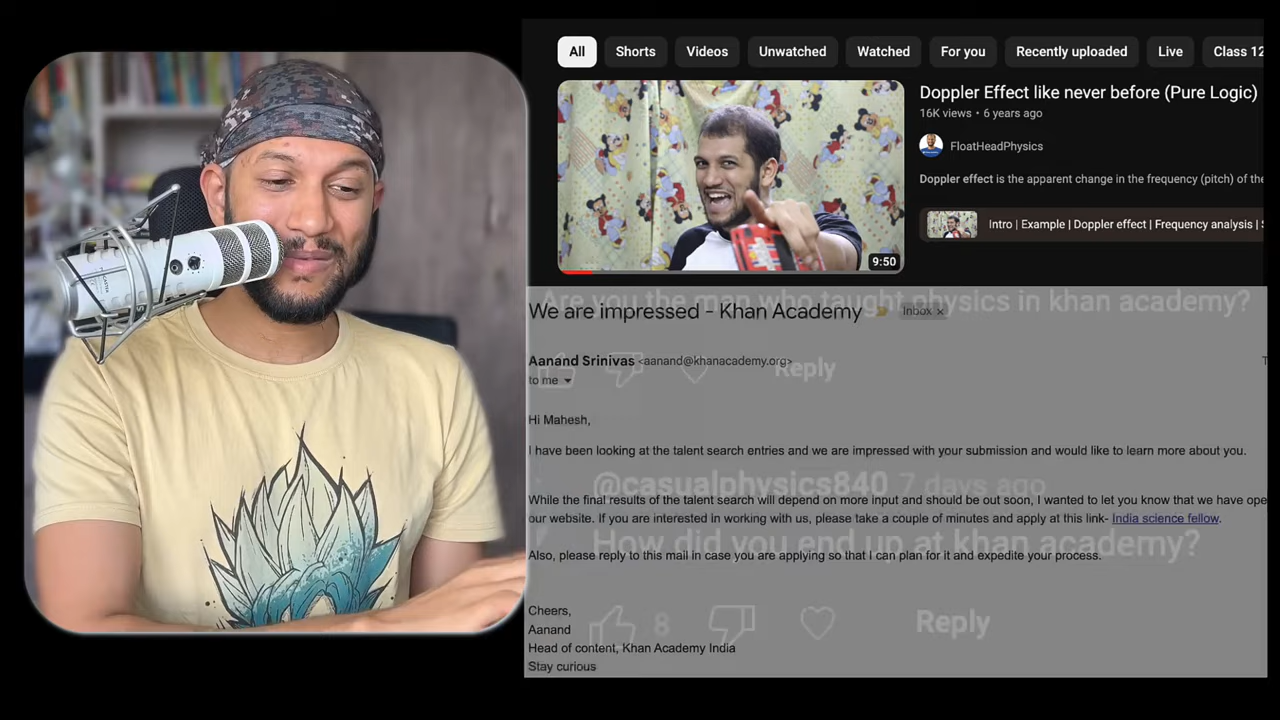 All
Shorts
Videos
Unwatched
Watched
For you
Recently uploaded
Live
Class 12
9:50
Doppler Effect like never before (Pure Logic)
16K views • 6 years ago
FloatHeadPhysics
Doppler effect is the apparent change in the frequency (pitch) of the
Intro | Example | Doppler effect | Frequency analysis |
Are you the man who taught physics in khan academy?
Reply
We are impressed - Khan Academy
Inbox ×
Aanand Srinivas <aanand@khanacademy.org>
to me
Hi Mahesh,
I have been looking at the talent search entries and we are impressed with your submission and would like to learn more about you.
@casualphysics840 7 days ago
While the final results of the talent search will depend on more input and should be out soon, I wanted to let you know that we have ope
our website. If you are interested in working with us, please take a couple of minutes and apply at this link- India science fellow.
How did you end up at khan academy?
Also, please reply to this mail in case you are applying so that I can plan for it and expedite your process.
8
Reply
Cheers,
Aanand
Head of content, Khan Academy India
Stay curious